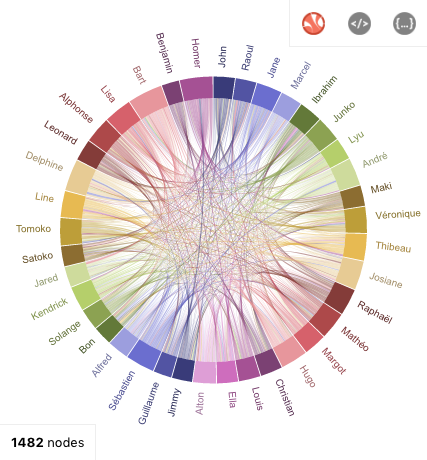 </>
{...}
John
Raoul
Jane
Marcel
Ibrahim
Junko
Lyu
André
Maki
Véronique
Thibeau
Josiane
Raphaël
Mathéo
Margot
Hugo
Christian
Louis
Ella
Alton
Jimmy
Guillaume
Sébastien
Alfred
Bon
Solange
Kendrick
Jared
Satoko
Tomoko
Line
Delphine
Leonard
Alphonse
Lisa
Bart
Benjamin
Homer
1482 nodes